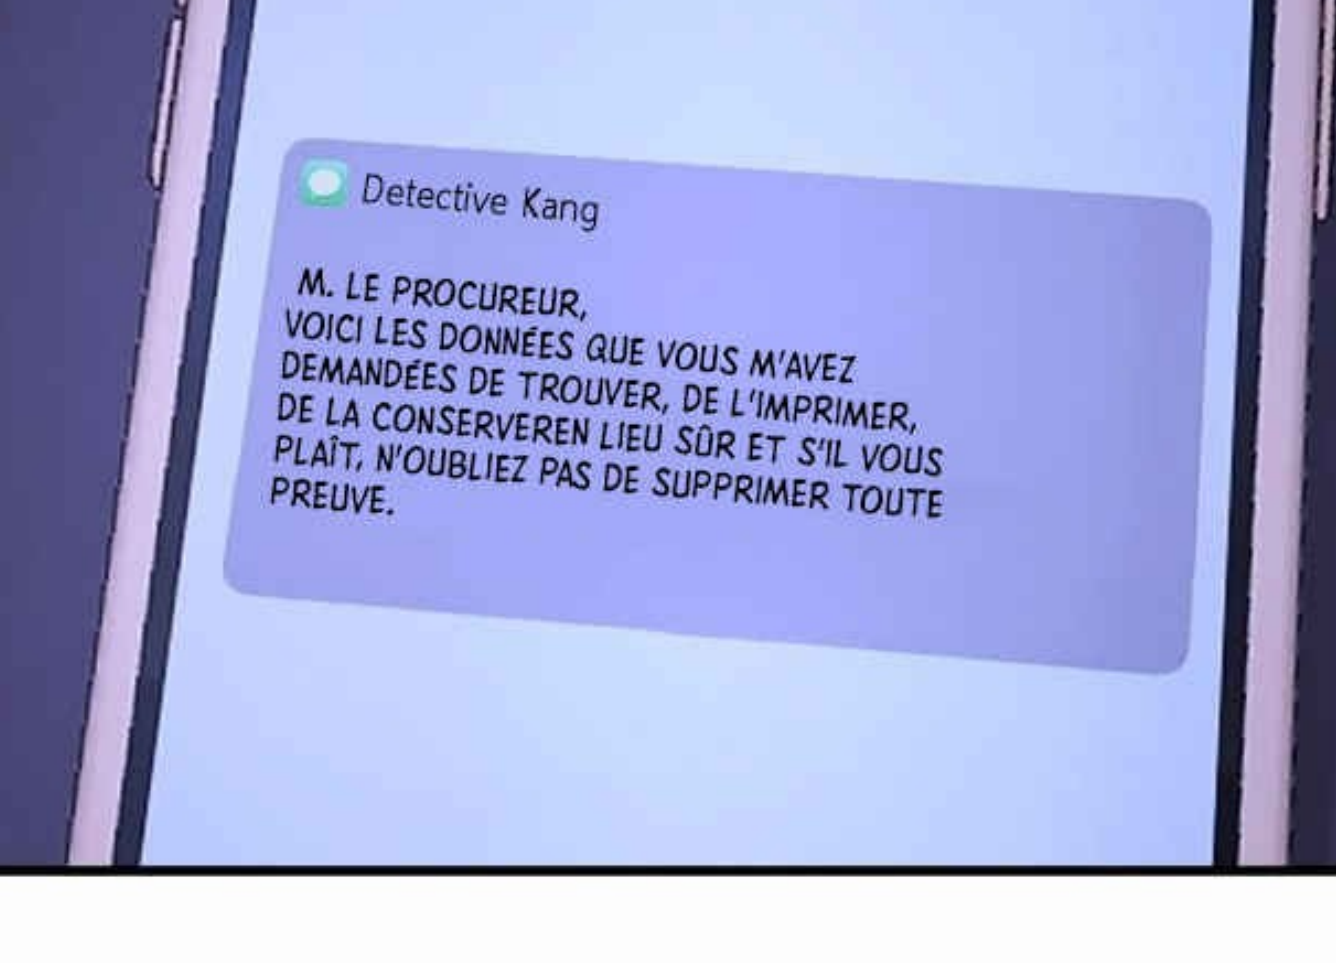 Detective Kang
M. LE PROCUREUR,
VOICI LES DONNÉES QUE VOUS M'AVEZ
DEMANDÉES DE TROUVER, DE L'IMPRIMER,
DE LA CONSERVEREN LIEU SÛR ET S'IL VOUS
PLAÎT, N'OUBLIEZ PAS DE SUPPRIMER TOUTE
PREUVE.